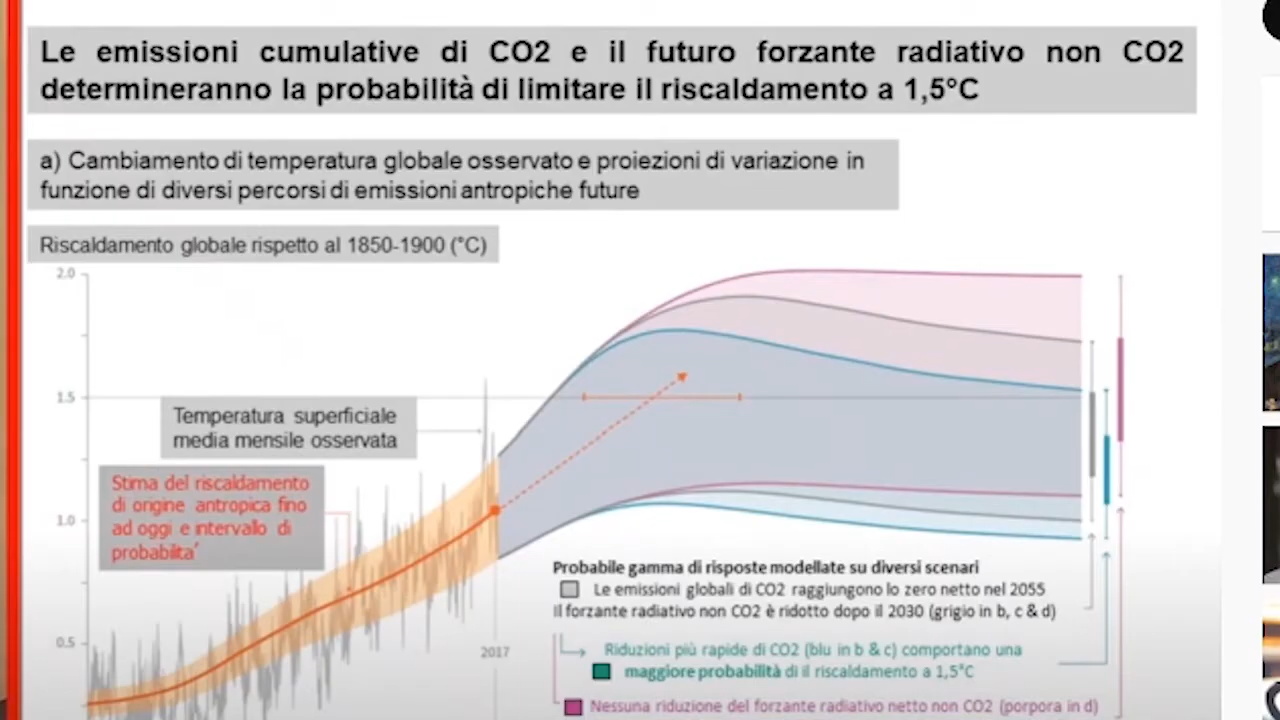 Le emissioni cumulative di CO2 e il futuro forzante radiativo non CO2
determineranno la probabilità di limitare il riscaldamento a 1,5°C
a) Cambiamento di temperatura globale osservato e proiezioni di variazione in
funzione di diversi percorsi di emissioni antropiche future
Riscaldamento globale rispetto al 1850-1900 (°C)
2.0
1.5
Temperatura superficiale
media mensile osservata
Stima del riscaldamento
di origine antropica fino
ad oggi e intervallo di
probabilita´
1.0
0.5
2017
Probabile gamma di risposte modellate su diversi scenari
Le emissioni globali di CO2 raggiungono lo zero netto nel 2055
Il forzante radiativo non CO2 è ridotto dopo il 2030 (grigio in b, c & d)
Riduzioni più rapide di CO2 (blu in b & c) comportano una
maggiore probabilità di il riscaldamento a 1,5°C
Nessuna riduzione del forzante radiativo netto non CO2 (porpora in d)